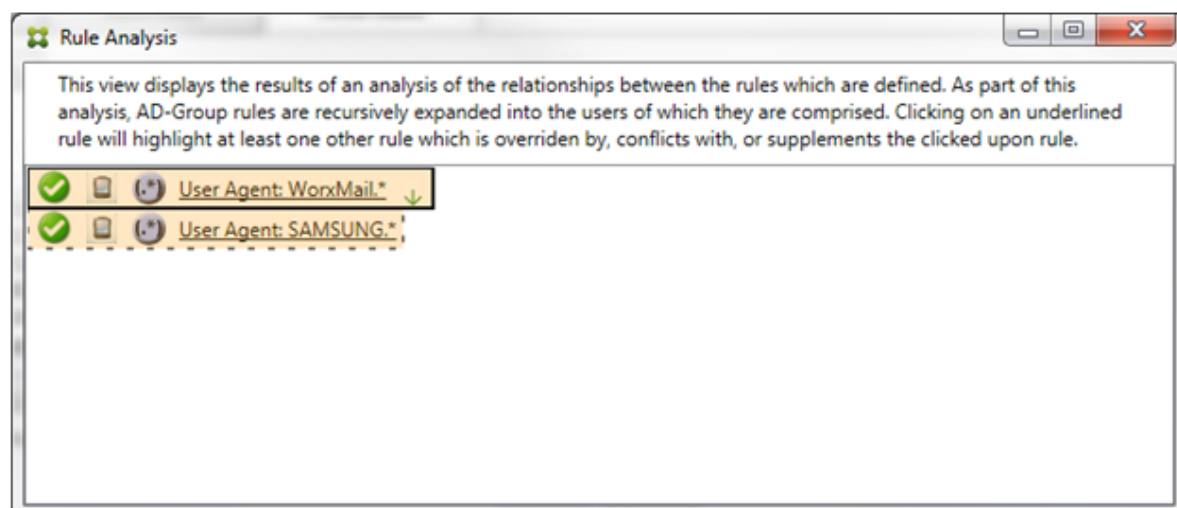 Rule Analysis
This view displays the results of an analysis of the relationships between the rules which are defined. As part of this
analysis, AD-Group rules are recursively expanded into the users of which they are comprised. Clicking on an underlined
rule will highlight at least one other rule which is overriden by, conflicts with, or supplements the clicked upon rule.
(.*) User Agent: WorxMail.*
(.*) User Agent: SAMSUNG.*